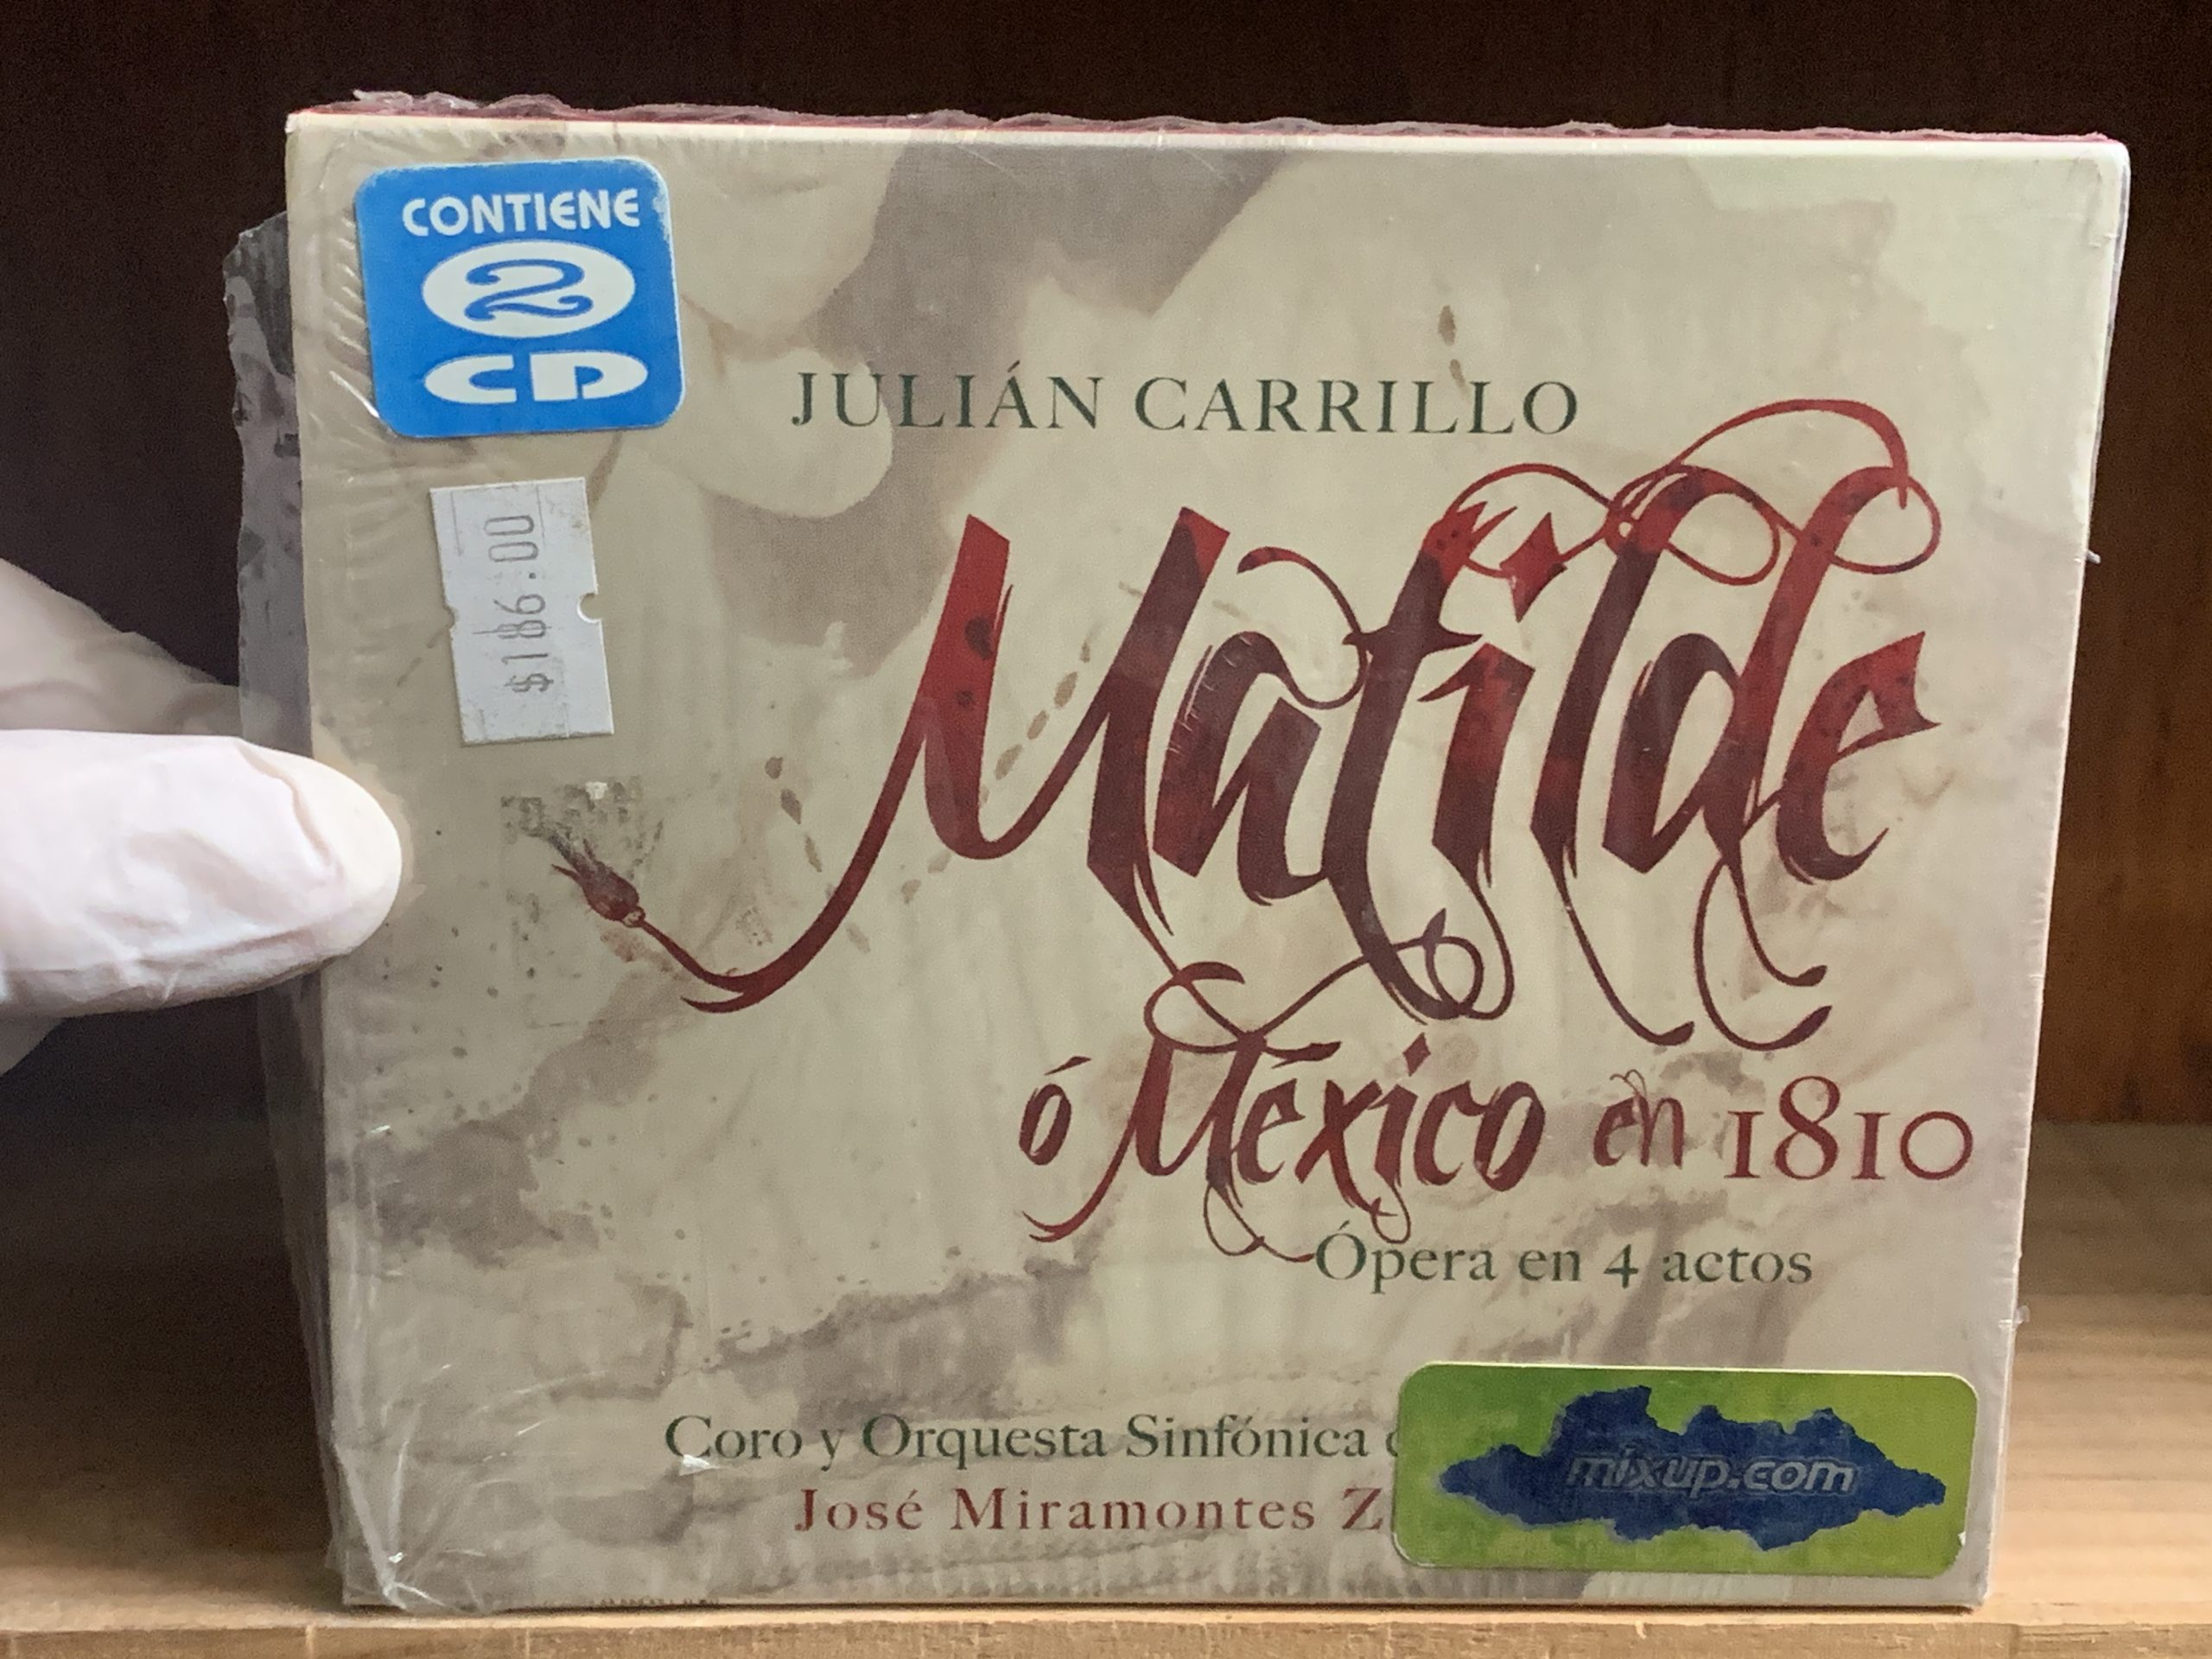 CONTIENE
2
CD
$186.00
JULIÁN CARRILLO
Matilde
ó México en 1810
Ópera en 4 actos
Coro y Orquesta Sinfónica
José Miramontes Z
mixup.com